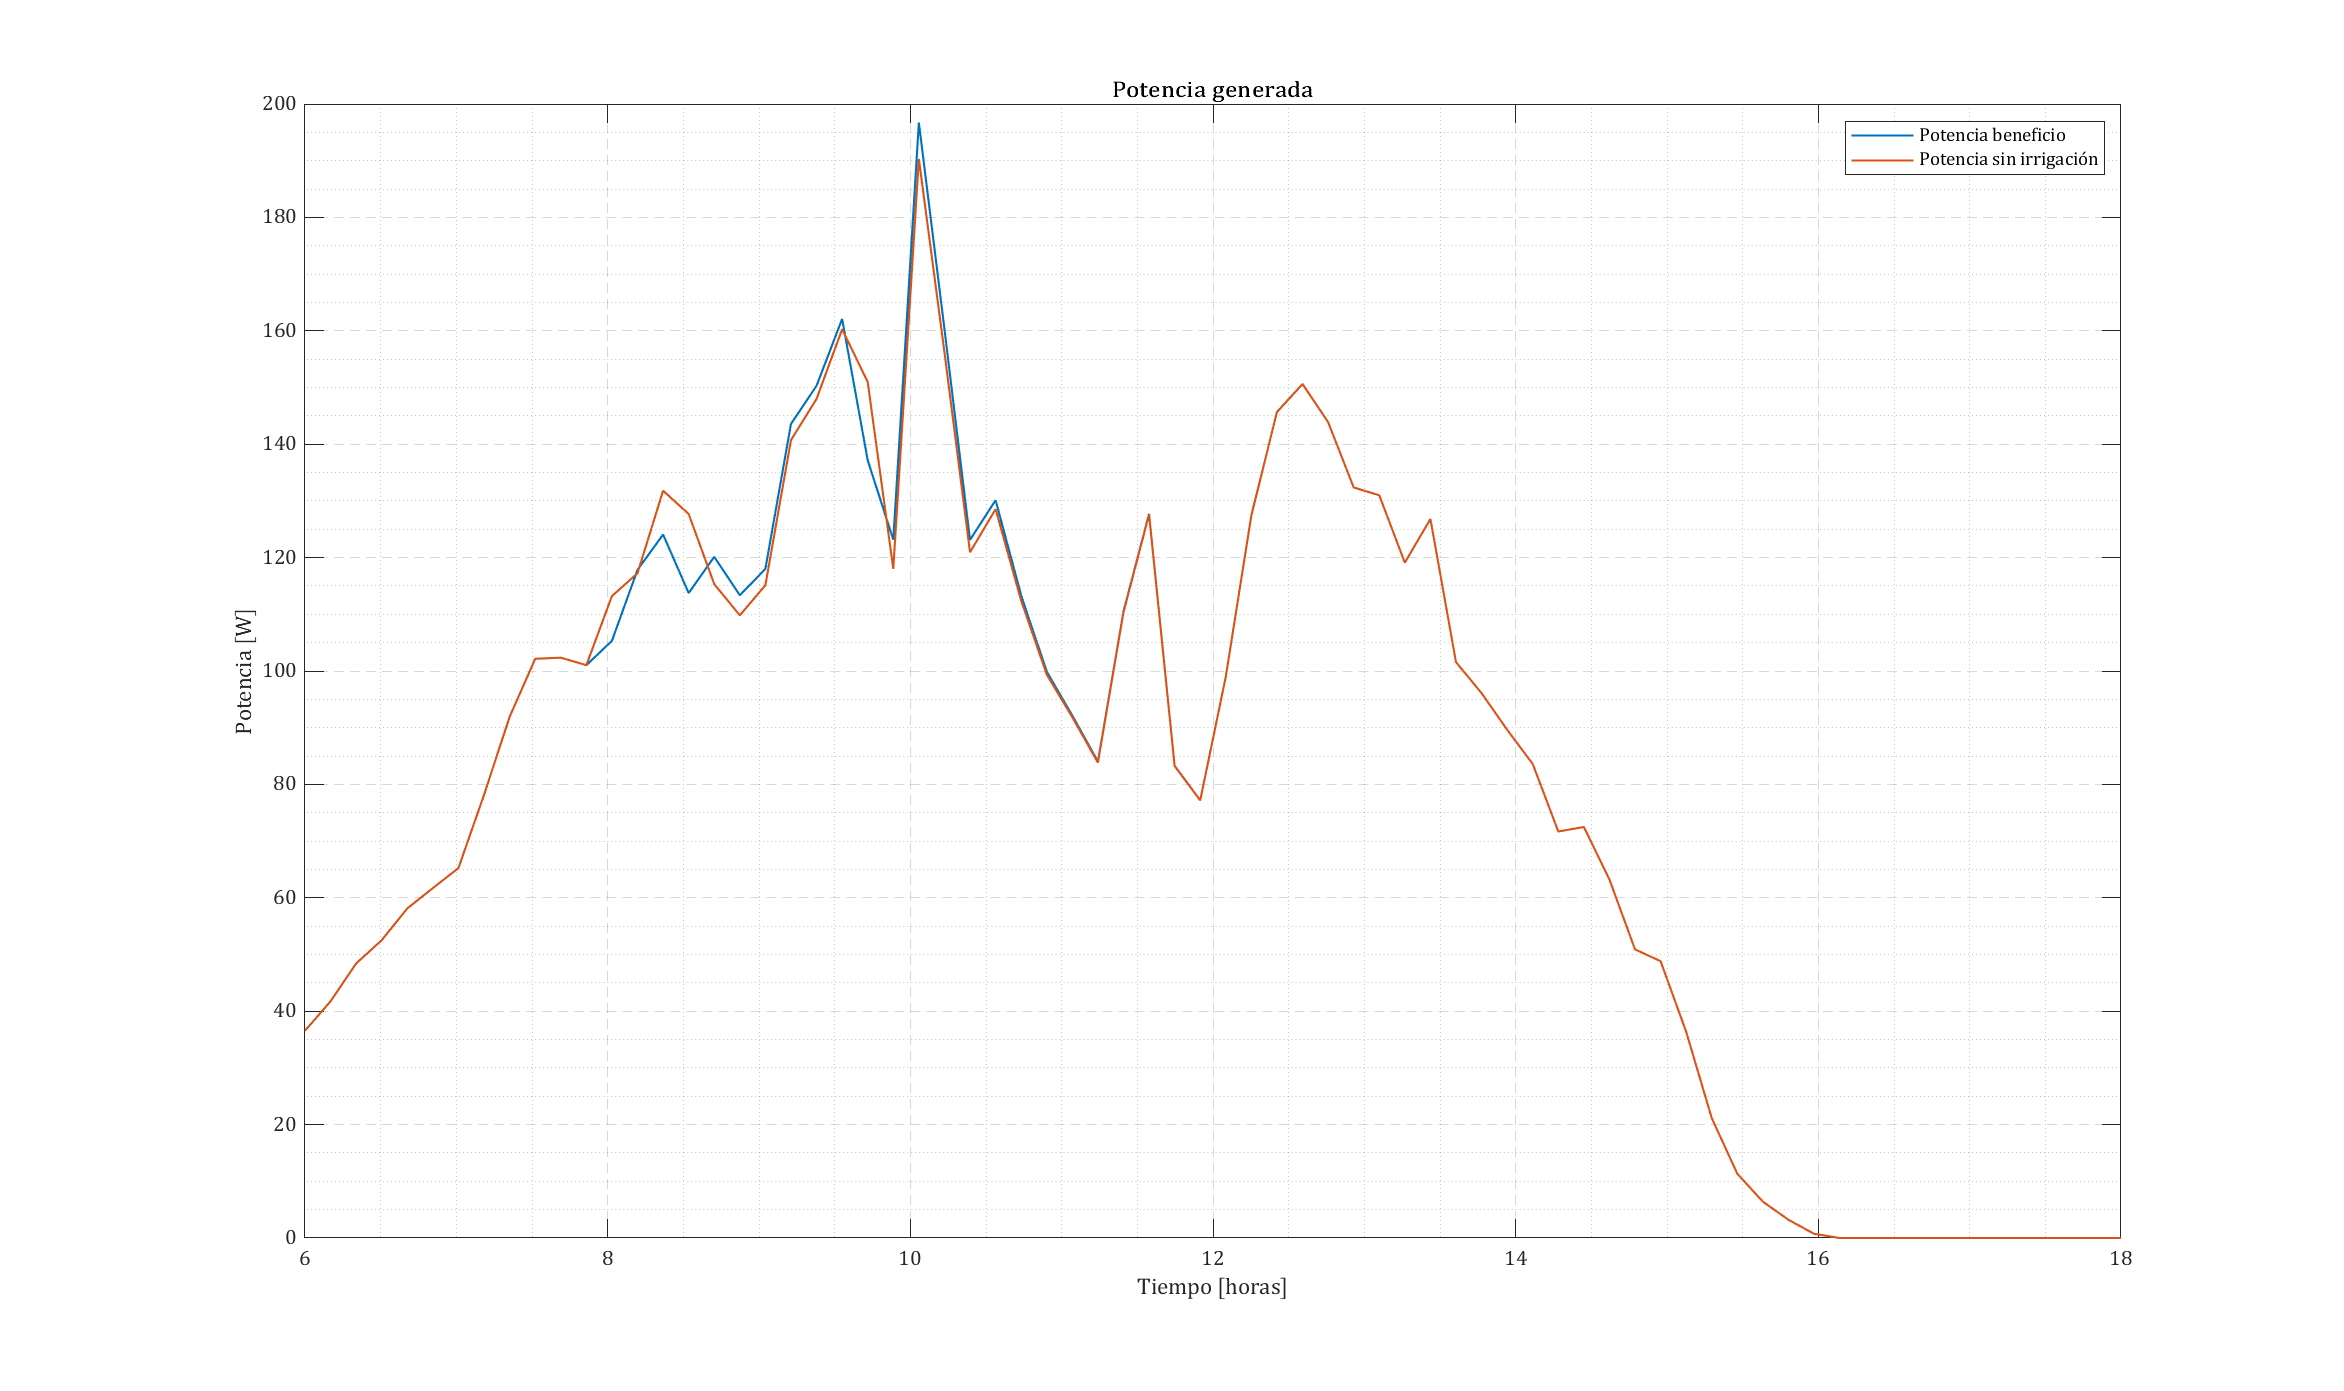 Potencia generada
200
180
160
140
120
100
80
60
40
20
0
Potencia [W]
Potencia beneficio
Potencia sin irrigación
6 8 10 12 14 16 18
Tiempo [horas]